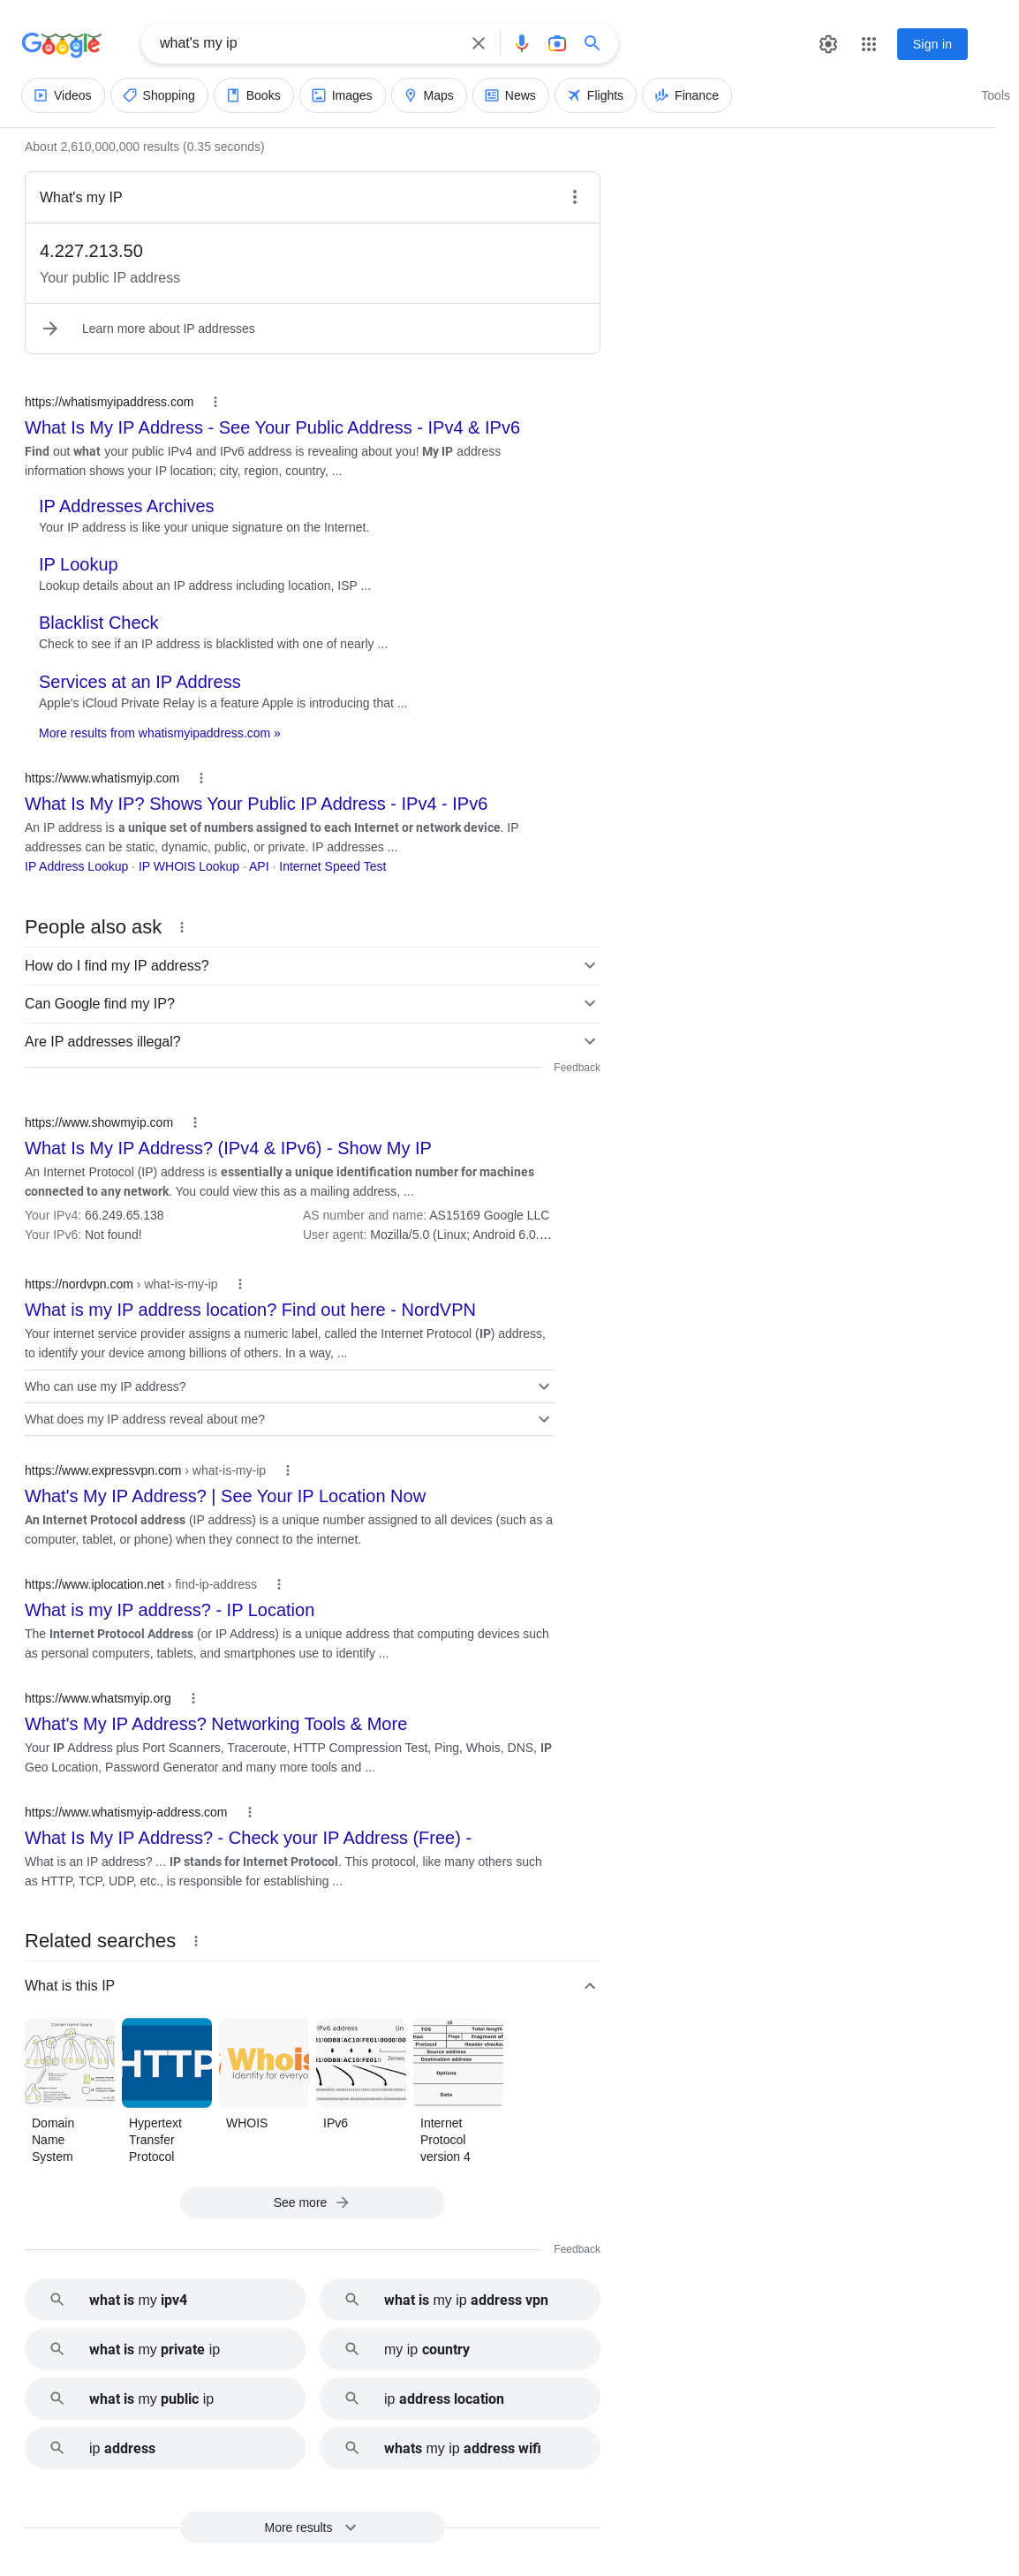 Google
what's my ip
Sign in
Videos
Shopping
Books
Images
Maps
News
Flights
Finance
Tools
About 2,610,000,000 results (0.35 seconds)
What's my IP
4.227.213.50
Your public IP address
Learn more about IP addresses
https://whatismyipaddress.com
What Is My IP Address - See Your Public Address - IPv4 & IPv6
Find out what your public IPv4 and IPv6 address is revealing about you! My IP address
information shows your IP location; city, region, country, ...
IP Addresses Archives
Your IP address is like your unique signature on the Internet.
IP Lookup
Lookup details about an IP address including location, ISP ...
Blacklist Check
Check to see if an IP address is blacklisted with one of nearly ...
Services at an IP Address
Apple's iCloud Private Relay is a feature Apple is introducing that ...
More results from whatismyipaddress.com »
https://www.whatismyip.com
What Is My IP? Shows Your Public IP Address - IPv4 - IPv6
An IP address is a unique set of numbers assigned to each Internet or network device. IP
addresses can be static, dynamic, public, or private. IP addresses ...
IP Address Lookup · IP WHOIS Lookup · API · Internet Speed Test
People also ask
How do I find my IP address?
Can Google find my IP?
Are IP addresses illegal?
Feedback
https://www.showmyip.com
What Is My IP Address? (IPv4 & IPv6) - Show My IP
An Internet Protocol (IP) address is essentially a unique identification number for machines
connected to any network. You could view this as a mailing address, ...
Your IPv4: 66.249.65.138
AS number and name: AS15169 Google LLC
Your IPv6: Not found!
User agent: Mozilla/5.0 (Linux; Android 6.0....
https://nordvpn.com › what-is-my-ip
What is my IP address location? Find out here - NordVPN
Your internet service provider assigns a numeric label, called the Internet Protocol (IP) address,
to identify your device among billions of others. In a way, ...
Who can use my IP address?
What does my IP address reveal about me?
https://www.expressvpn.com › what-is-my-ip
What's My IP Address? | See Your IP Location Now
An Internet Protocol address (IP address) is a unique number assigned to all devices (such as a
computer, tablet, or phone) when they connect to the internet.
https://www.iplocation.net › find-ip-address
What is my IP address? - IP Location
The Internet Protocol Address (or IP Address) is a unique address that computing devices such
as personal computers, tablets, and smartphones use to identify ...
https://www.whatsmyip.org
What's My IP Address? Networking Tools & More
Your IP Address plus Port Scanners, Traceroute, HTTP Compression Test, Ping, Whois, DNS, IP
Geo Location, Password Generator and many more tools and ...
https://www.whatismyip-address.com
What Is My IP Address? - Check your IP Address (Free) -
What is an IP address? ... IP stands for Internet Protocol. This protocol, like many others such
as HTTP, TCP, UDP, etc., is responsible for establishing ...
Related searches
What is this IP
Domain Name Space
HTTP
Whois
Identity for everyo
IPv6 address (in
Zeroes
TOS Total length
Flags Fragment of
Protocol Header checks
Source address
Destination address
Options
Data
Domain
Name
System
Hypertext
Transfer
Protocol
WHOIS
IPv6
Internet
Protocol
version 4
See more
Feedback
what is my ipv4
what is my ip address vpn
what is my private ip
my ip country
what is my public ip
ip address location
ip address
whats my ip address wifi
More results